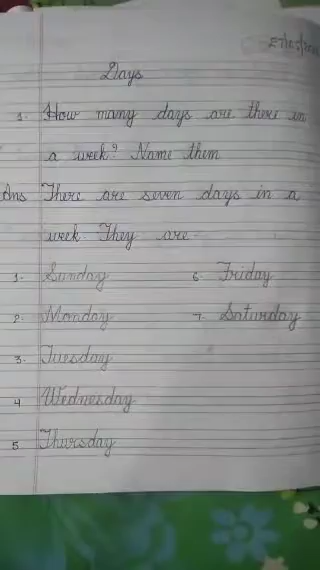 Days
1. How many days are there in
a week? Name them
Ans There are seven days in a
week. They are-
1. Sunday
2. Monday
3. Tuesday
4 Wednesday
5 Thursday
6. Friday
7. Saturday